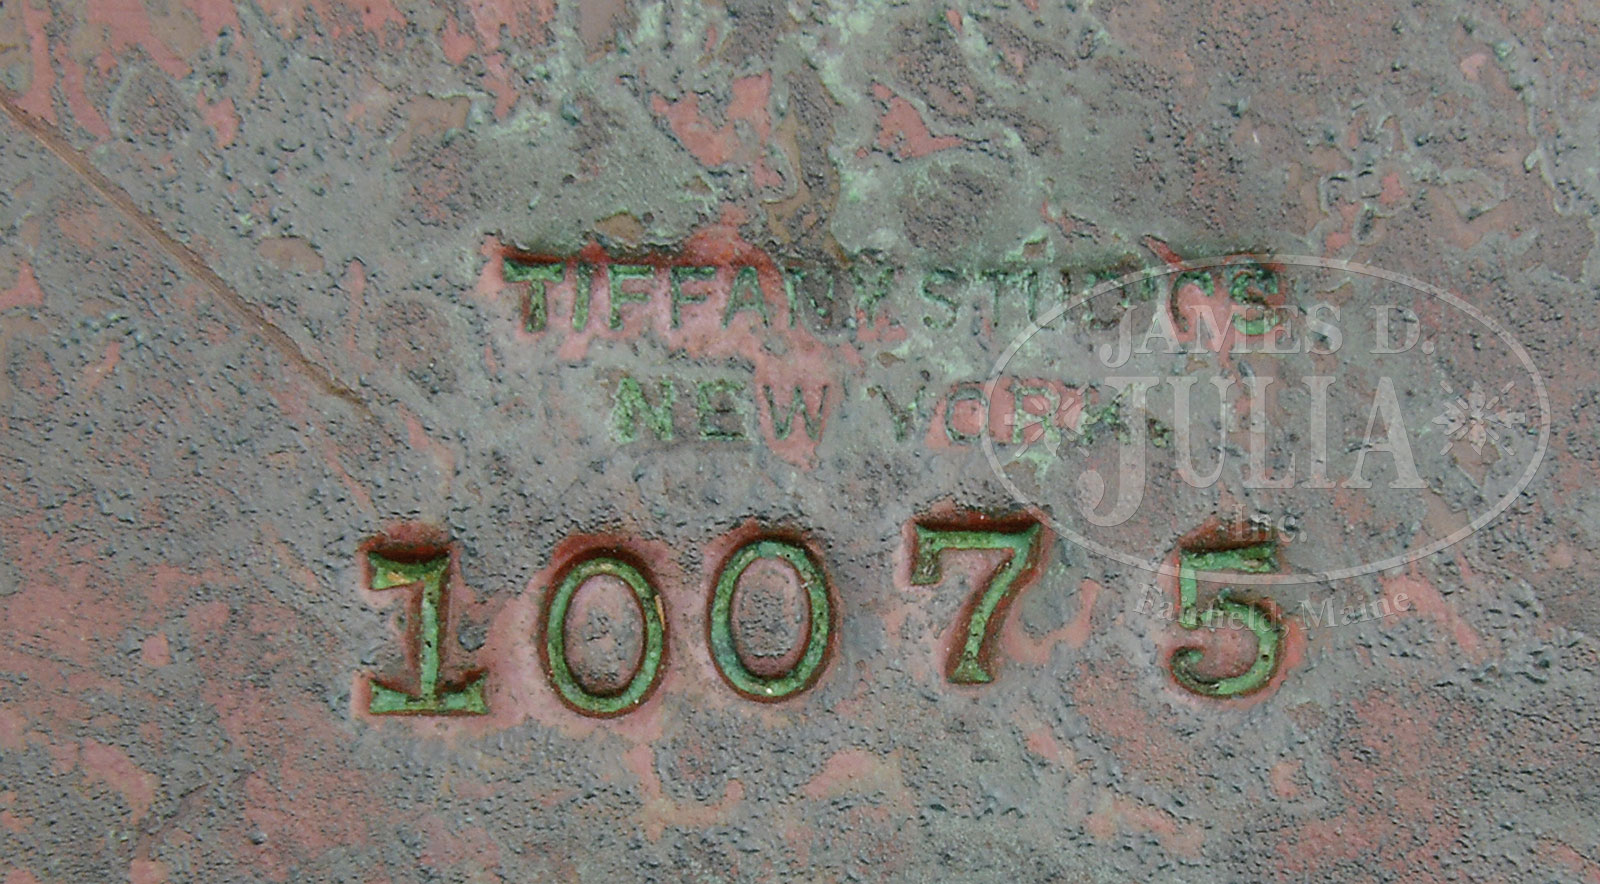 TIFFANY STUDIOS
NEW YORK
10075
JAMES D.
JULIA
Inc.
Fairfield, Maine